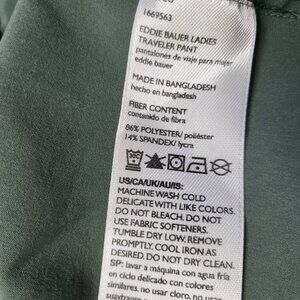 1669563
EDDIE BAUER LADIES
TRAVELER PANT
pantalones de viaje para mujer
eddie bauer
MADE IN BANGLADESH
hecho en bangladesh
FIBER CONTENT
contenido de fibra
86% POLYESTER/ poliéster
14% SPANDEX/ lycra
US/CA/UK/AU/IS:
MACHINE WASH COLD
DELICATE WITH LIKE COLORS.
DO NOT BLEACH. DO NOT
USE FABRIC SOFTENERS.
TUMBLE DRY LOW. REMOVE
PROMPTLY. COOL IRON AS
DESIRED. DO NOT DRY CLEAN.
SP: lavar a máquina con agua fría
en ciclo delicado con colores
similares. no usar cloro. no usar